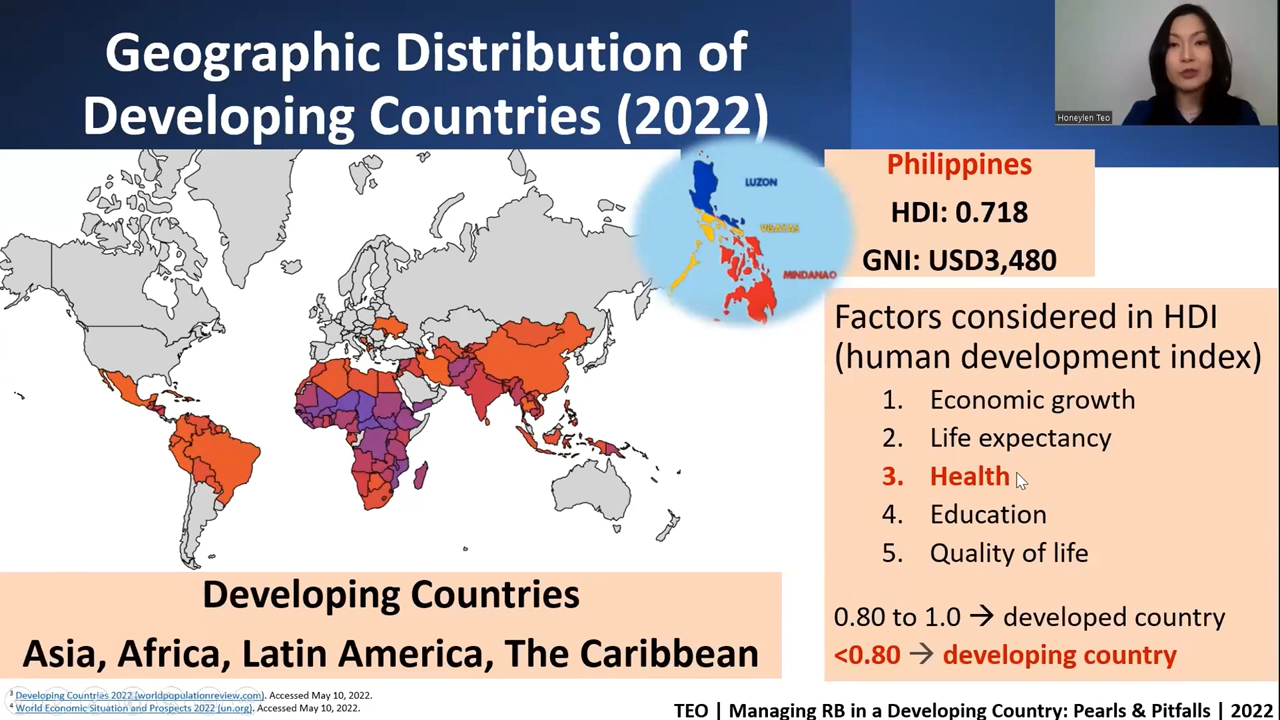 Geographic Distribution of
Developing Countries (2022)
Honeylen Teo
LUZON
VISAYAS
MINDANAO
Philippines
HDI: 0.718
GNI: USD3,480
Factors considered in HDI
(human development index)
1. Economic growth
2. Life expectancy
3. Health
4. Education
5. Quality of life
0.80 to 1.0 → developed country
<0.80 → developing country
Developing Countries
Asia, Africa, Latin America, The Caribbean
3 Developing Countries 2022 (worldpopulationreview.com). Accessed May 10, 2022.
4 World Economic Situation and Prospects 2022 (un.org). Accessed May 10, 2022.
TEO | Managing RB in a Developing Country: Pearls & Pitfalls | 2022